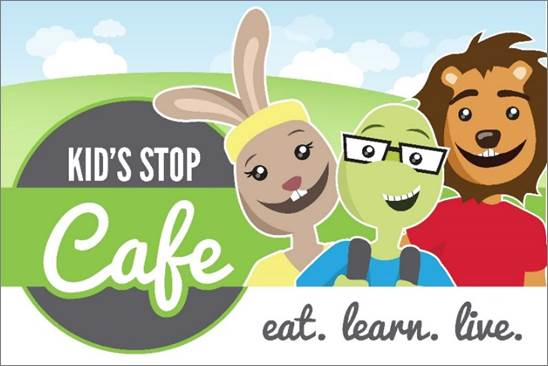 KID'S STOP
Cafe
eat. learn. live.